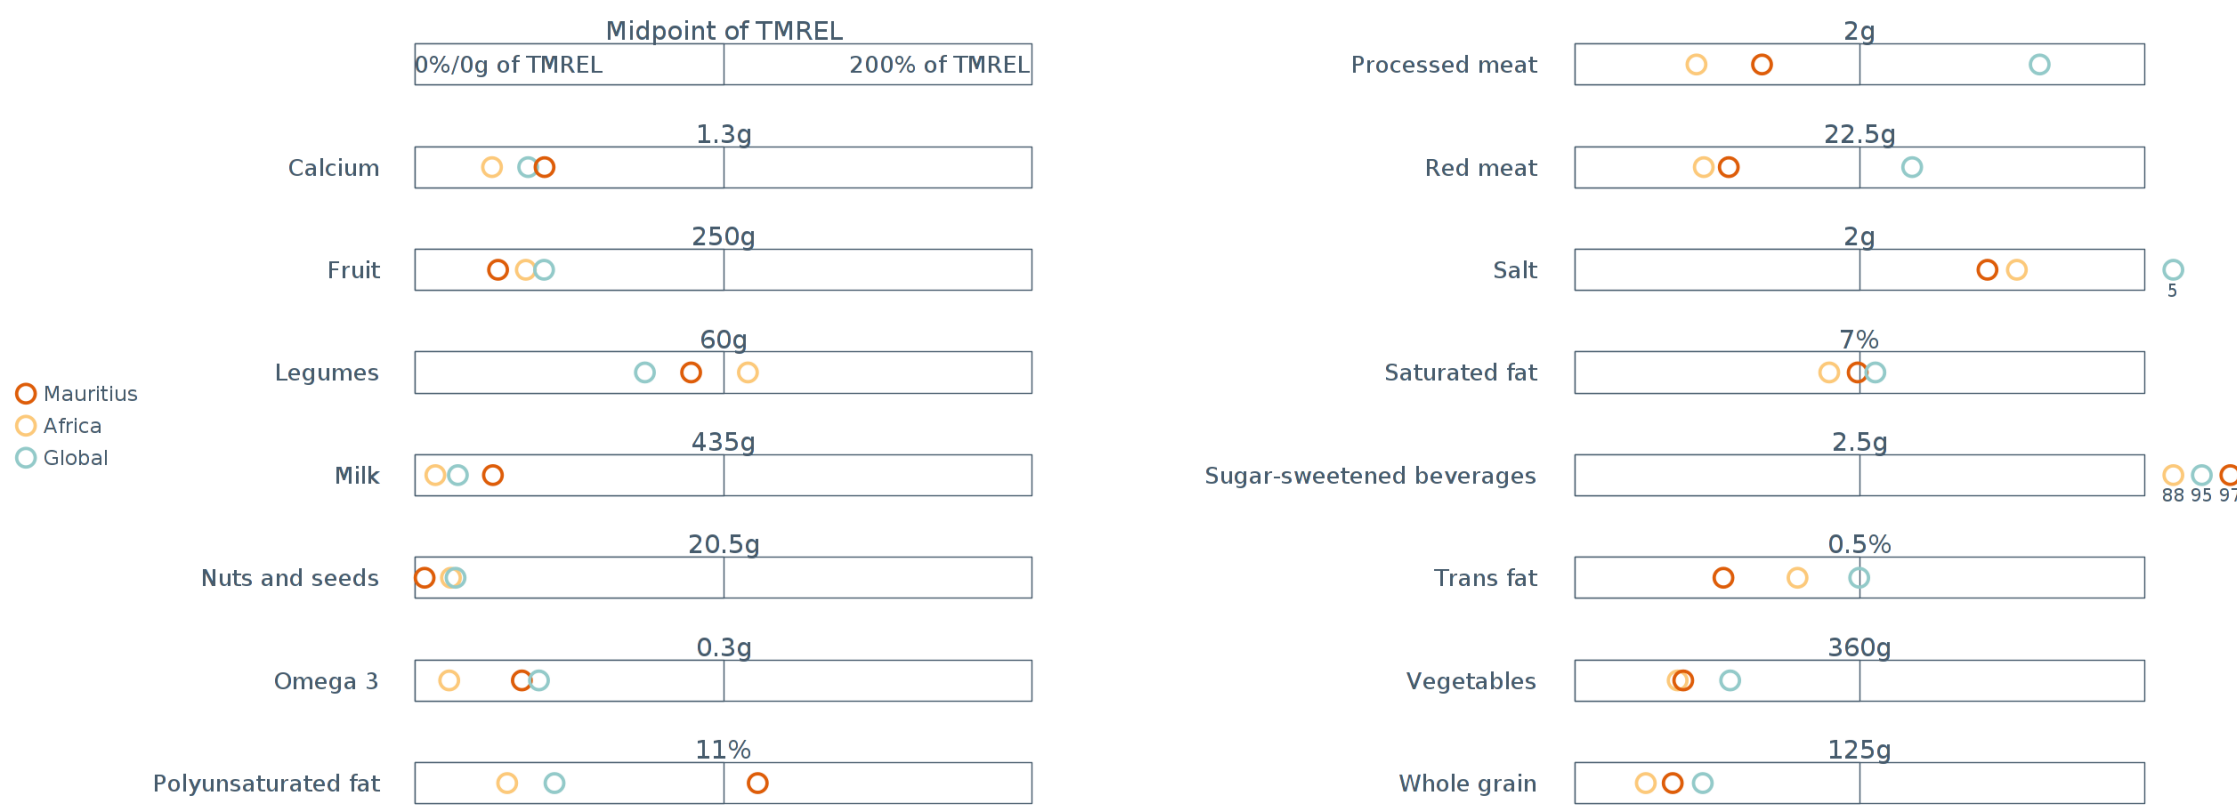 Midpoint of TMREL
0%/0g of TMREL 200% of TMREL
1.3g
Calcium
250g
Fruit
60g
Legumes
435g
Milk
20.5g
Nuts and seeds
0.3g
Omega 3
11%
Polyunsaturated fat
Mauritius
Africa
Global
2g
Processed meat
22.5g
Red meat
2g
Salt
5
7%
Saturated fat
2.5g
Sugar-sweetened beverages
88 95 97
0.5%
Trans fat
360g
Vegetables
125g
Whole grain